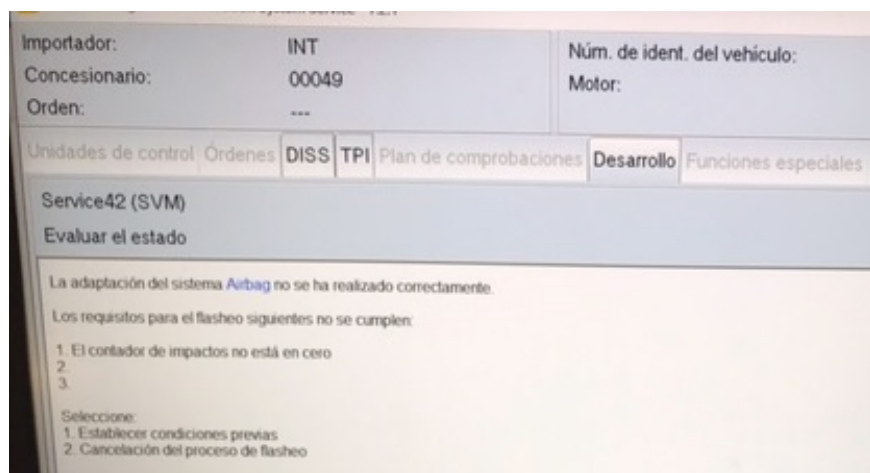 Importador:
INT
Concesionario:
00049
Orden:
---
Núm. de ident. del vehículo:
Motor:
Unidades de control Órdenes DISS TPI Plan de comprobaciones Desarrollo Funciones especiales
Service42 (SVM)
Evaluar el estado
La adaptación del sistema Airbag no se ha realizado correctamente.
Los requisitos para el flasheo siguientes no se cumplen:
1. El contador de impactos no está en cero
2.
3.
Seleccione:
1. Establecer condiciones previas
2. Cancelación del proceso de flasheo